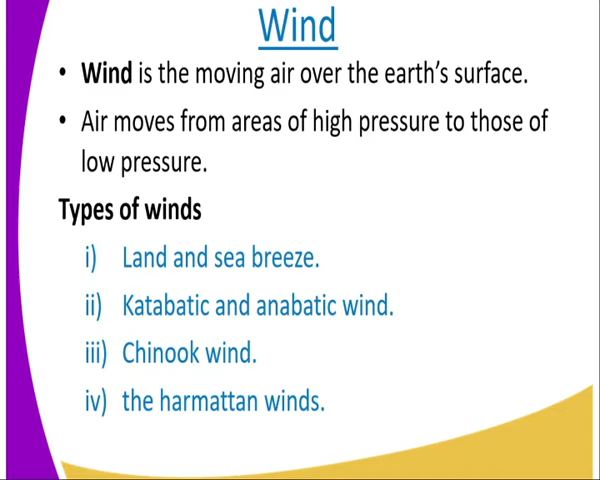 Wind
• Wind is the moving air over the earth's surface.
• Air moves from areas of high pressure to those of
low pressure.
Types of winds
i) Land and sea breeze.
ii) Katabatic and anabatic wind.
iii) Chinook wind.
iv) the harmattan winds.